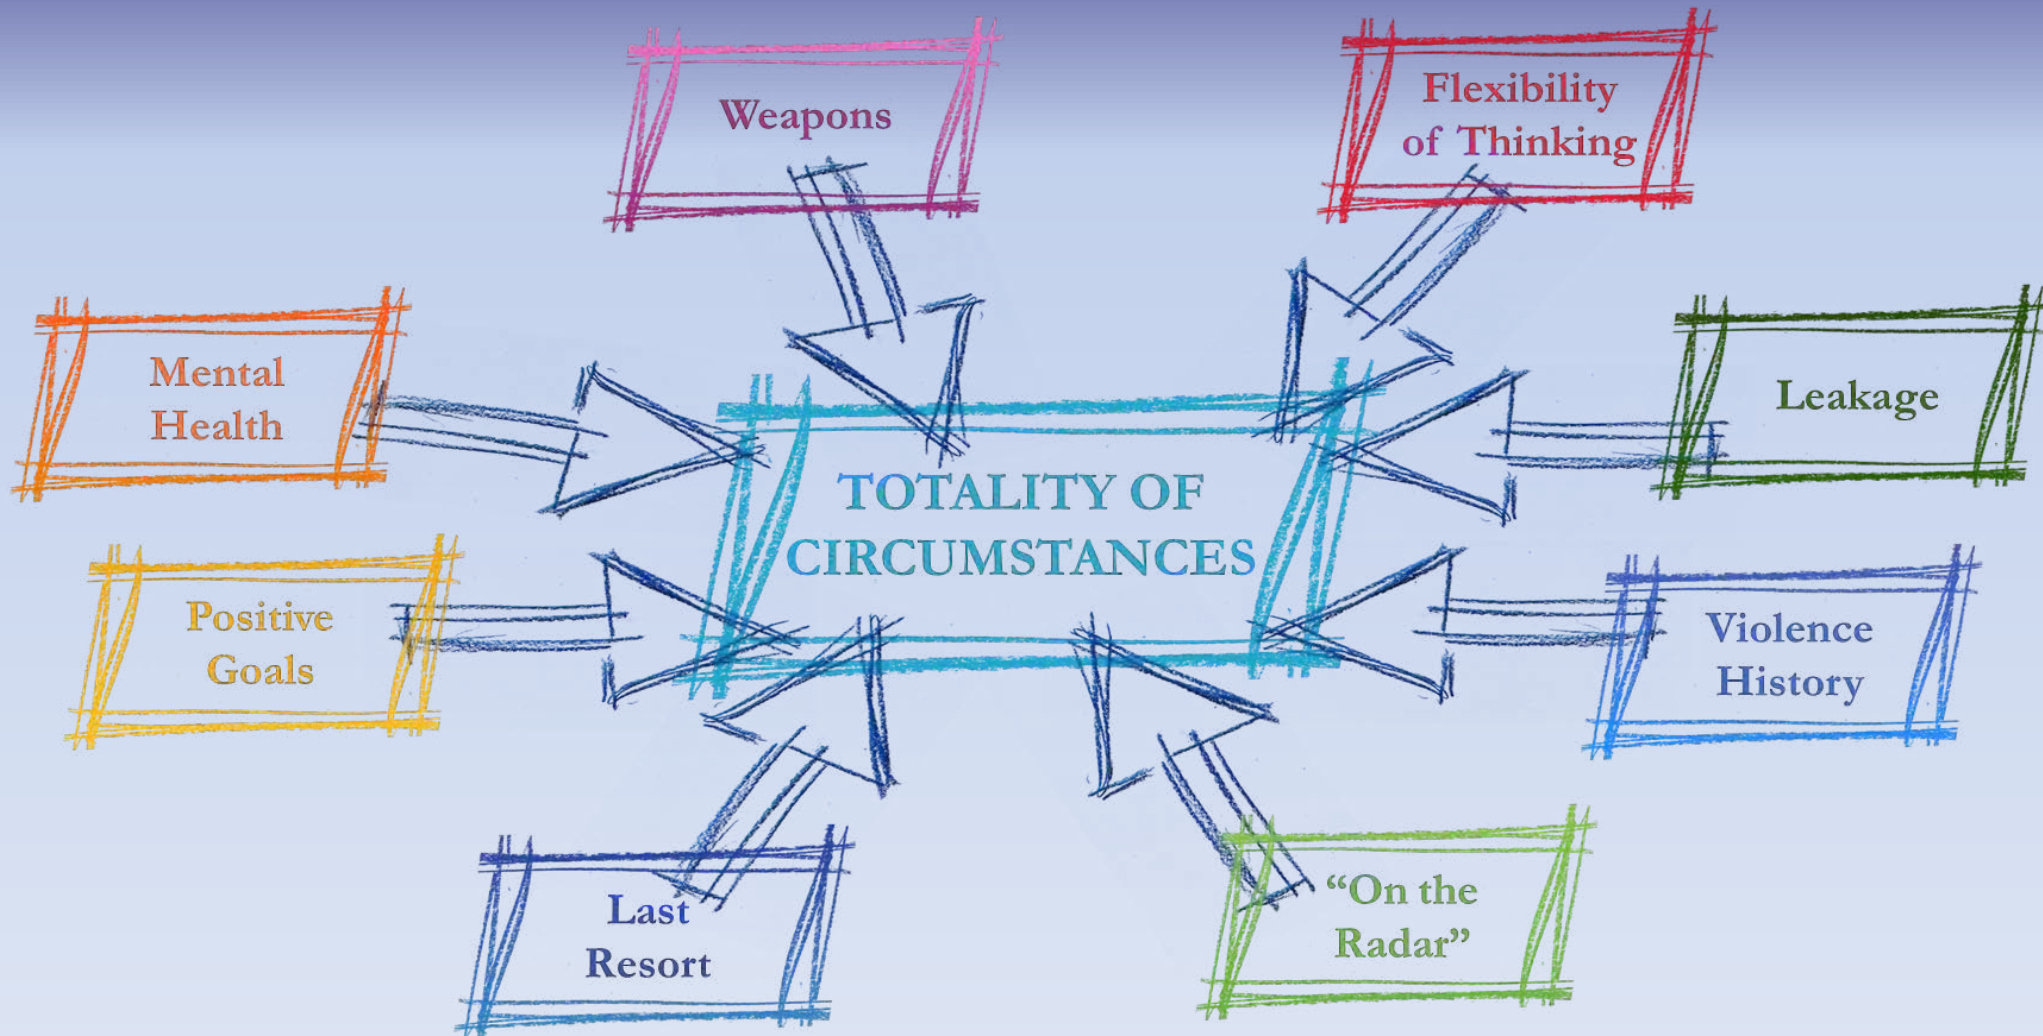 Weapons
Flexibility
of Thinking
Mental
Health
Leakage
TOTALITY OF
CIRCUMSTANCES
Positive
Goals
Violence
History
Last
Resort
“On the
Radar”